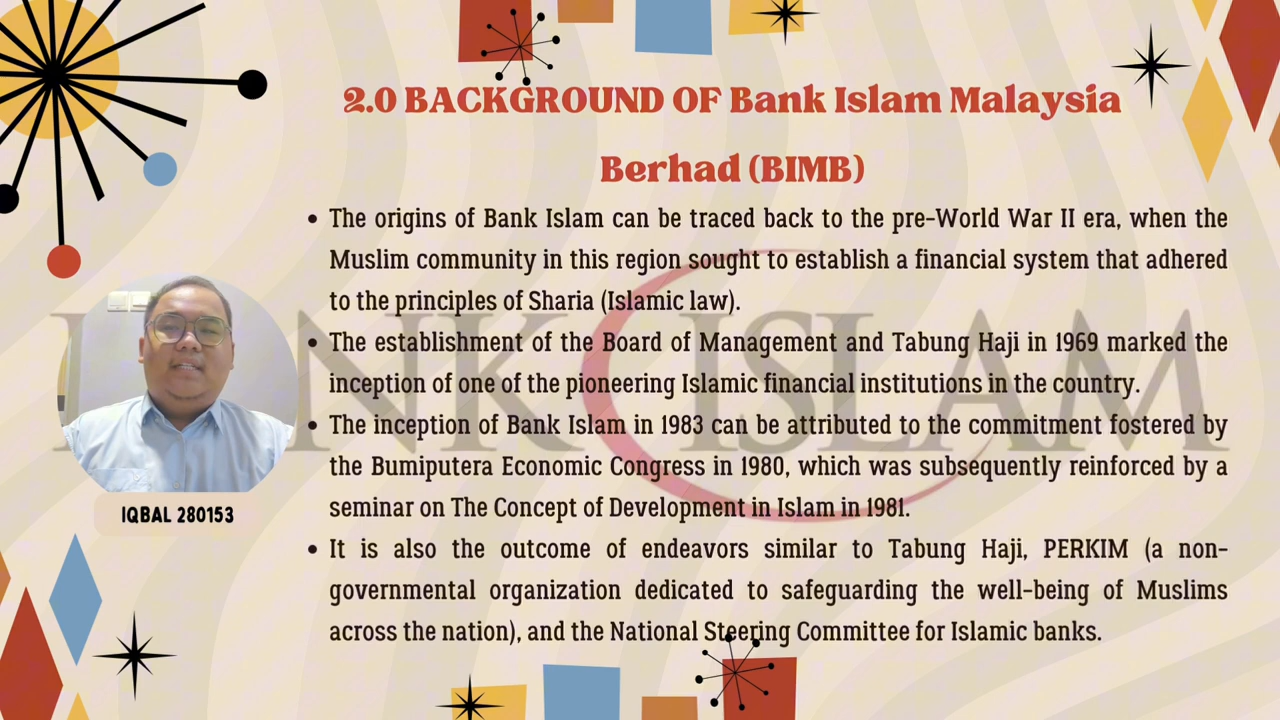 2.0 BACKGROUND OF Bank Islam Malaysia
Berhad (BIMB)
• The origins of Bank Islam can be traced back to the pre-World War II era, when the
Muslim community in this region sought to establish a financial system that adhered
to the principles of Sharia (Islamic law).
• The establishment of the Board of Management and Tabung Haji in 1969 marked the
inception of one of the pioneering Islamic financial institutions in the country.
• The inception of Bank Islam in 1983 can be attributed to the commitment fostered by
the Bumiputera Economic Congress in 1980, which was subsequently reinforced by a
seminar on The Concept of Development in Islam in 1981.
• It is also the outcome of endeavors similar to Tabung Haji, PERKIM (a non-
governmental organization dedicated to safeguarding the well-being of Muslims
across the nation), and the National Steering Committee for Islamic banks.
BANK ISLAM
IQBAL 280153